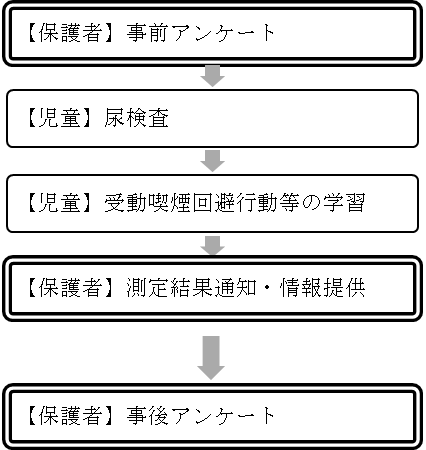 【保護者】事前アンケート
【児童】尿検査
【児童】受動喫煙回避行動等の学習
【保護者】測定結果通知・情報提供
【保護者】事後アンケート